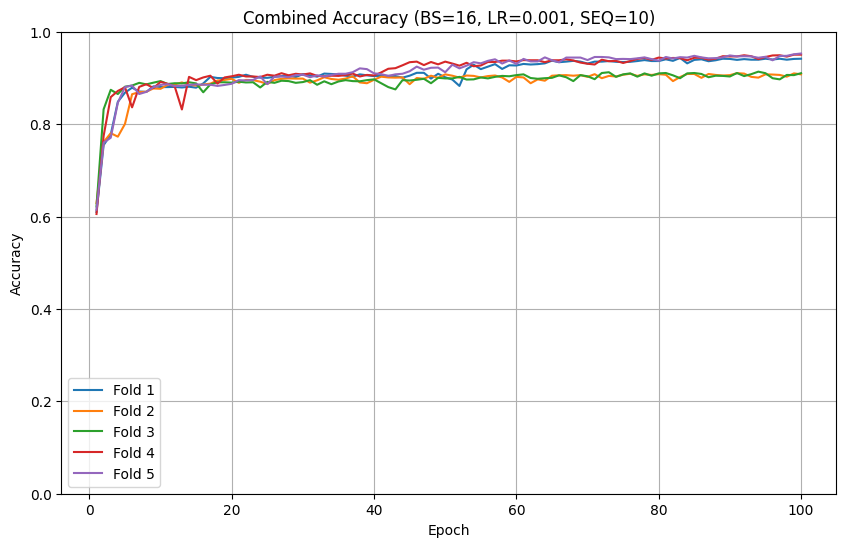 Combined Accuracy (BS=16, LR=0.001, SEQ=10)
1.0
0.8
0.6
0.4
0.2
0.0
Accuracy
Fold 1
Fold 2
Fold 3
Fold 4
Fold 5
0 20 40 60 80 100
Epoch